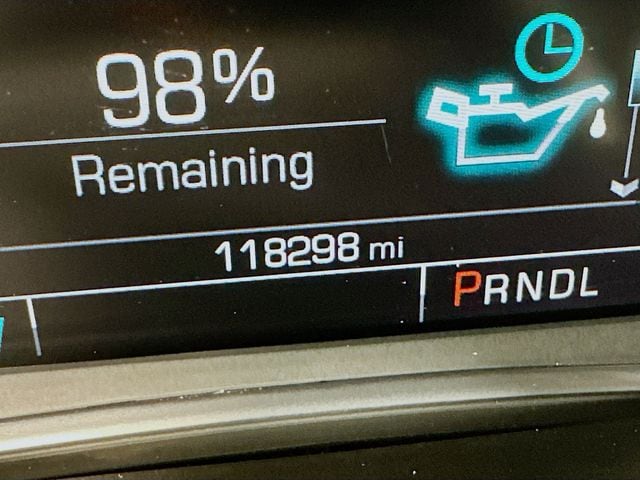 98%
Remaining
118298 mi
PRNDL